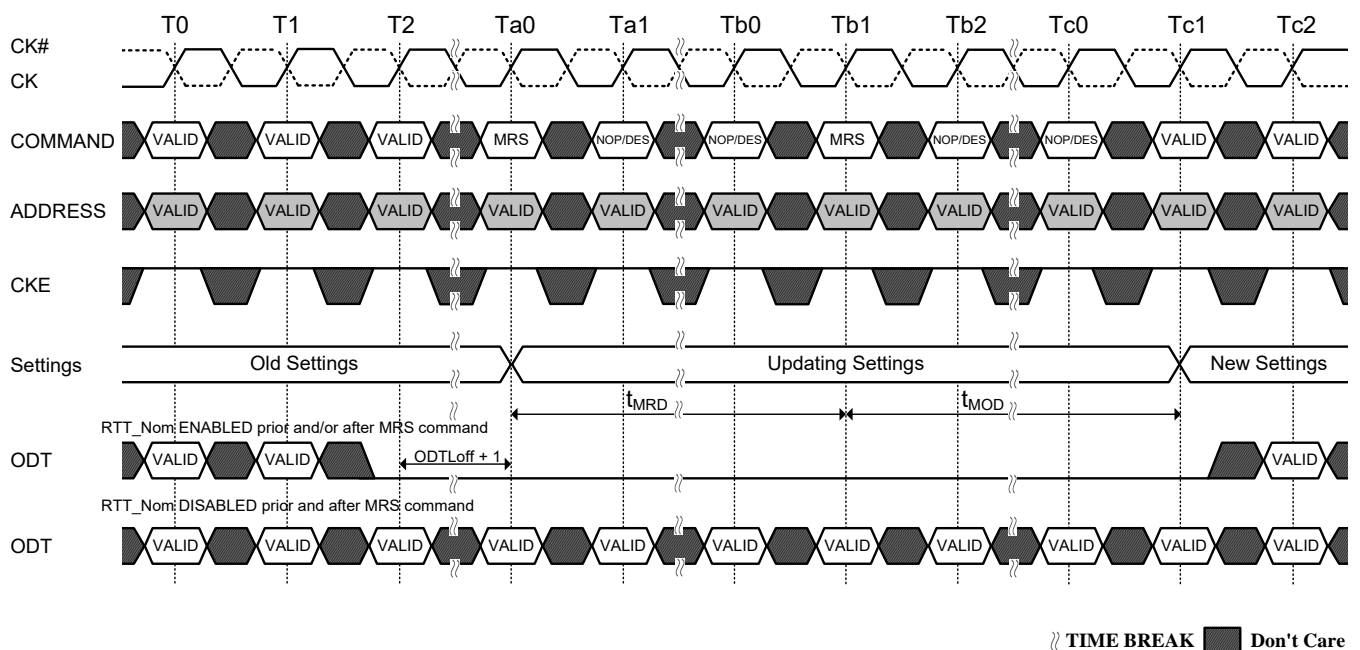 T0 T1 T2 Ta0 Ta1 Tb0 Tb1 Tb2 Tc0 Tc1 Tc2
CK#
CK
COMMAND VALID VALID VALID MRS NOP/DES NOP/DES MRS NOP/DES NOP/DES VALID VALID
ADDRESS VALID VALID VALID VALID VALID VALID VALID VALID VALID VALID VALID
CKE
Settings Old Settings Updating Settings New Settings
tMRD tMOD
RTT_Nom ENABLED prior and/or after MRS command
ODT VALID VALID ODTLoff + 1 VALID
RTT_Nom DISABLED prior and after MRS command
ODT VALID VALID VALID VALID VALID VALID VALID VALID VALID VALID VALID
TIME BREAK Don't Care